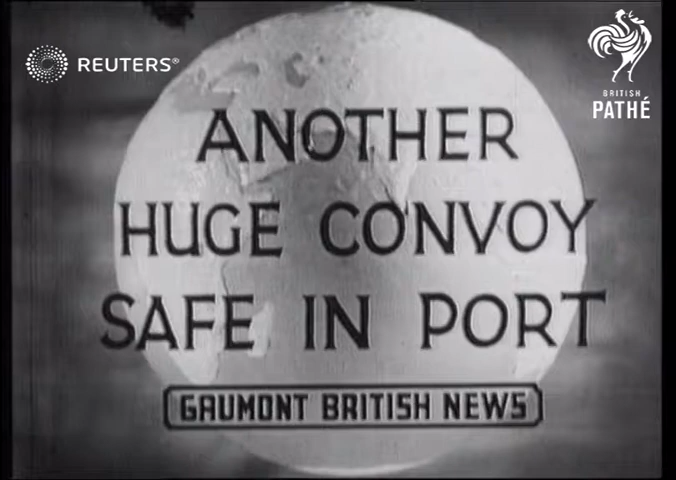 REUTERS®
BRITISH
PATHÉ
ANOTHER
HUGE CONVOY
SAFE IN PORT
GAUMONT BRITISH NEWS